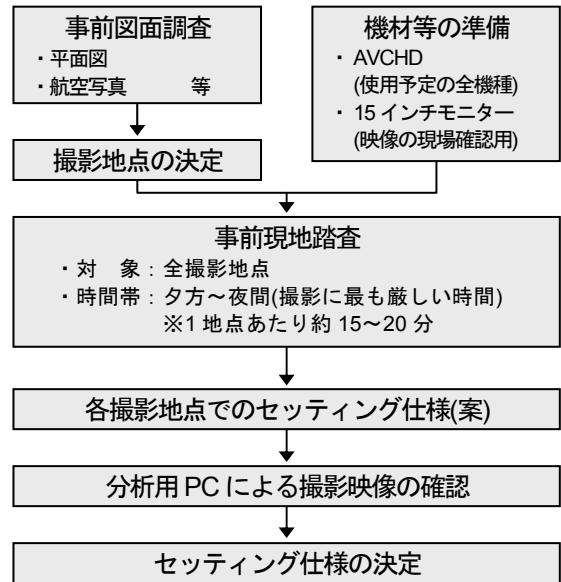 事前図面調査
・平面図
・航空写真　　　等
撮影地点の決定
機材等の準備
・ AVCHD
(使用予定の全機種)
・ 15 インチモニター
(映像の現場確認用)
事前現地踏査
・対　象：全撮影地点
・時間帯：夕方～夜間(撮影に最も厳しい時間)
※1 地点あたり約 15～20 分
各撮影地点でのセッティング仕様(案)
分析用 PC による撮影映像の確認
セッティング仕様の決定